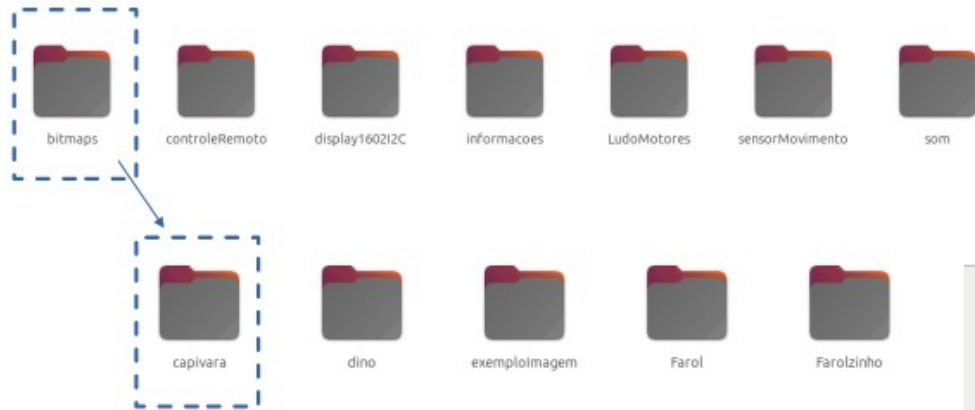 bitmaps controleRemoto display1602I2C informacoes LudoMotores sensorMovimento som
capivara dino exemploImagem Farol Farolzinho